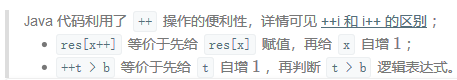 Java 代码利用了 ++ 操作的便利性，详情可见 ++i 和 i++ 的区别；
• res[x++] 等价于先给 res[x] 赋值，再给 x 自增 1；
• ++t > b 等价于先给 t 自增 1，再判断 t > b 逻辑表达式。